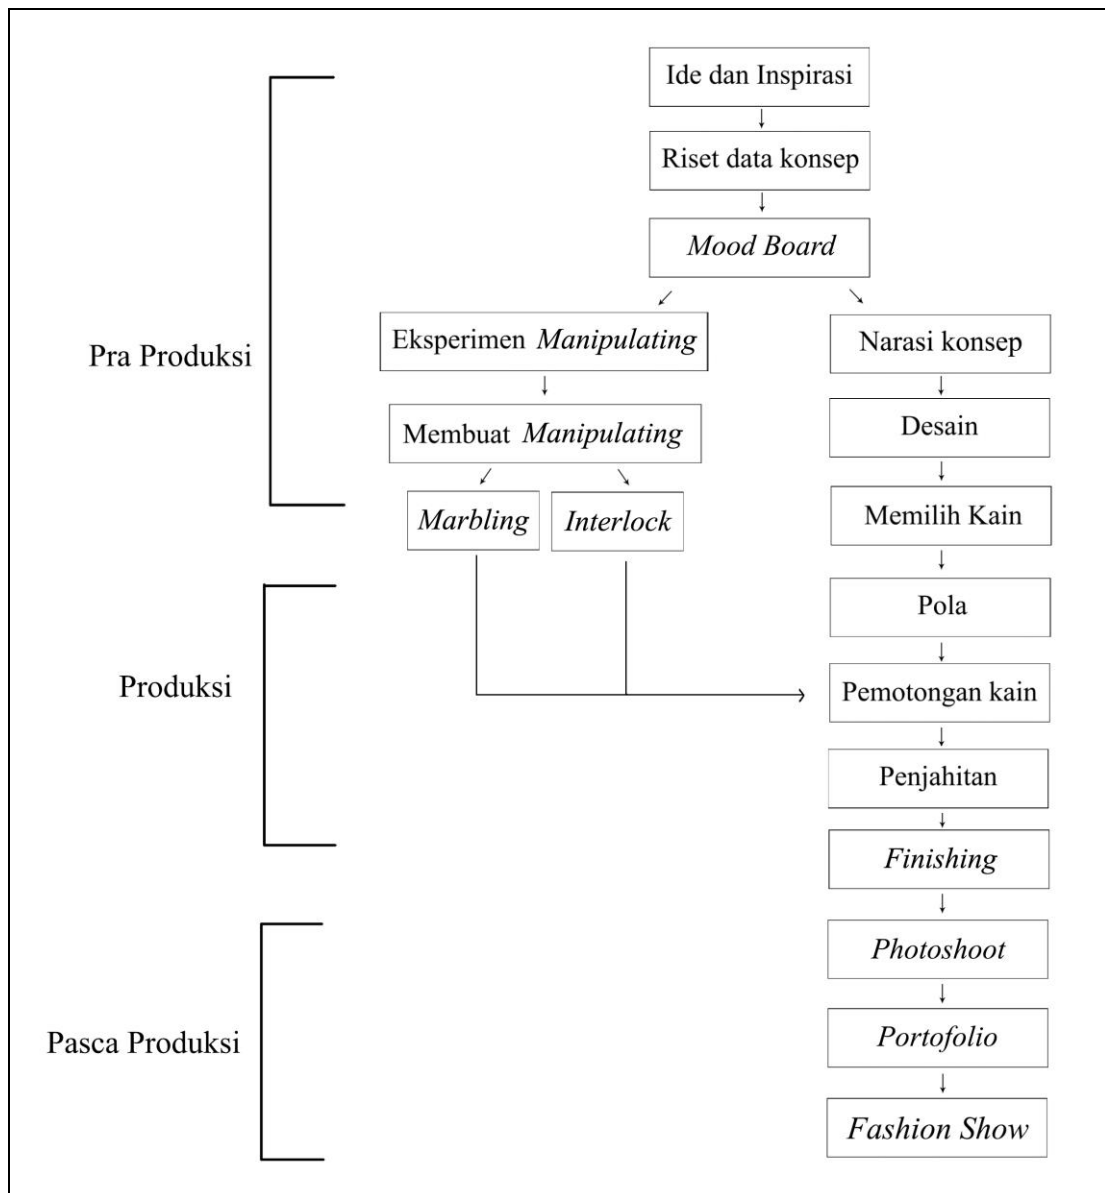 Ide dan Inspirasi
Riset data konsep
Mood Board
Pra Produksi
Eksperimen Manipulating
Narasi konsep
Membuat Manipulating
Desain
Marbling
Interlock
Memilih Kain
Produksi
Pola
Pemotongan kain
Penjahitan
Finishing
Pasca Produksi
Photoshoot
Portofolio
Fashion Show